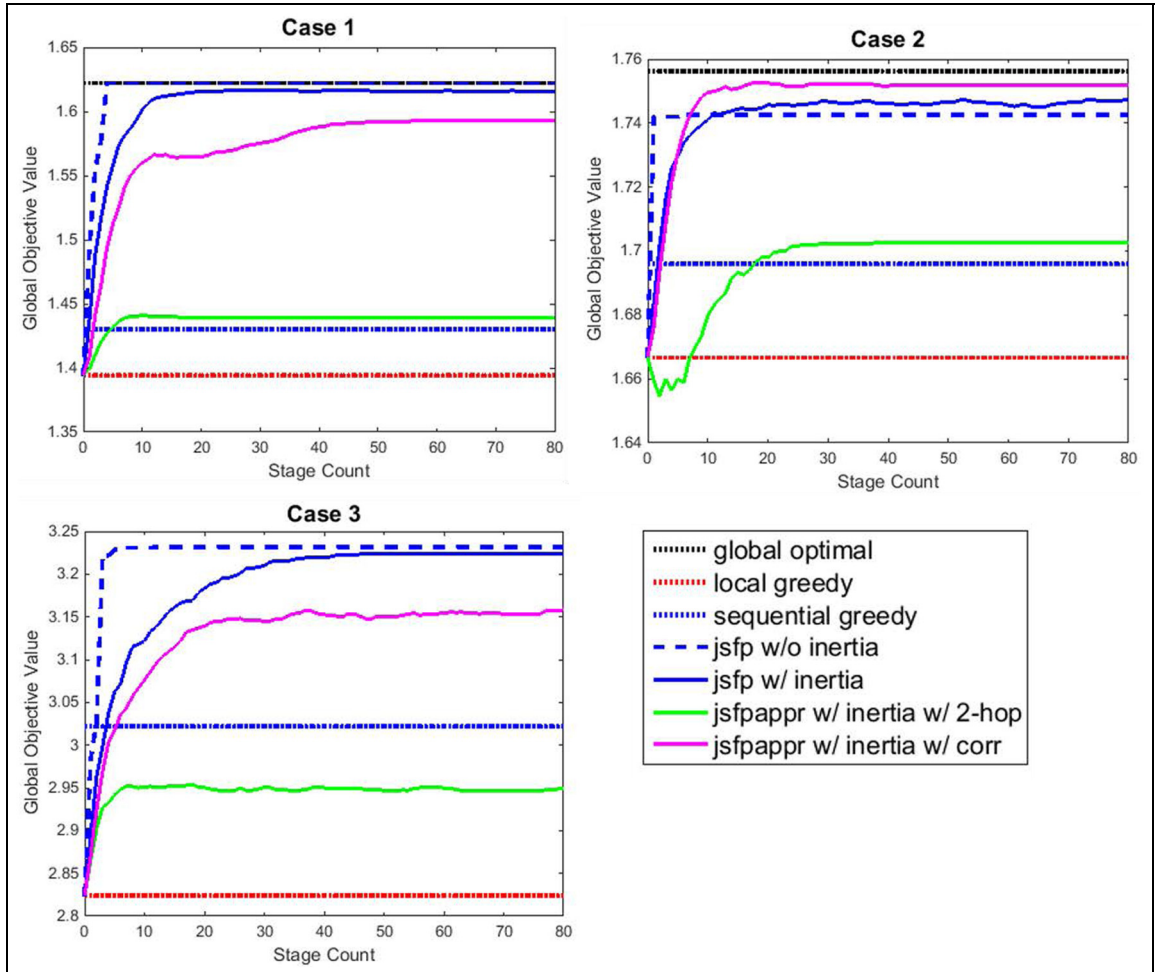 Case 1
1.65
1.6
1.55
1.5
1.45
1.4
1.35
Global Objective Value
0 10 20 30 40 50 60 70 80
Stage Count
Case 2
1.76
1.74
1.72
1.7
1.68
1.66
1.64
Global Objective Value
0 10 20 30 40 50 60 70 80
Stage Count
Case 3
3.25
3.2
3.15
3.1
3.05
3
2.95
2.9
2.85
2.8
Global Objective Value
0 10 20 30 40 50 60 70 80
Stage Count
global optimal
local greedy
sequential greedy
jsfp w/o inertia
jsfp w/ inertia
jsfpappr w/ inertia w/ 2-hop
jsfpappr w/ inertia w/ corr